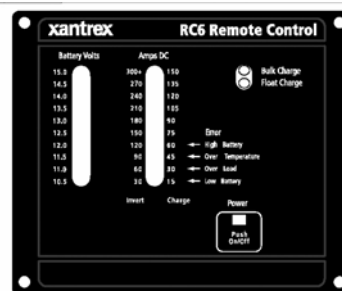 xantrex RC6 Remote Control
Battery Volts Amps DC
15.0 300+ 150 Bulk Charge
14.5 270 135 Float Charge
14.0 240 120
13.5 210 105
13.0 180 90
12.5 150 75 Error
12.0 120 60 High Battery
11.5 90 45 Over Temperature
11.0 60 30 Over Load
10.5 30 15 Low Battery
Invert Charge Power
Push
On/Off